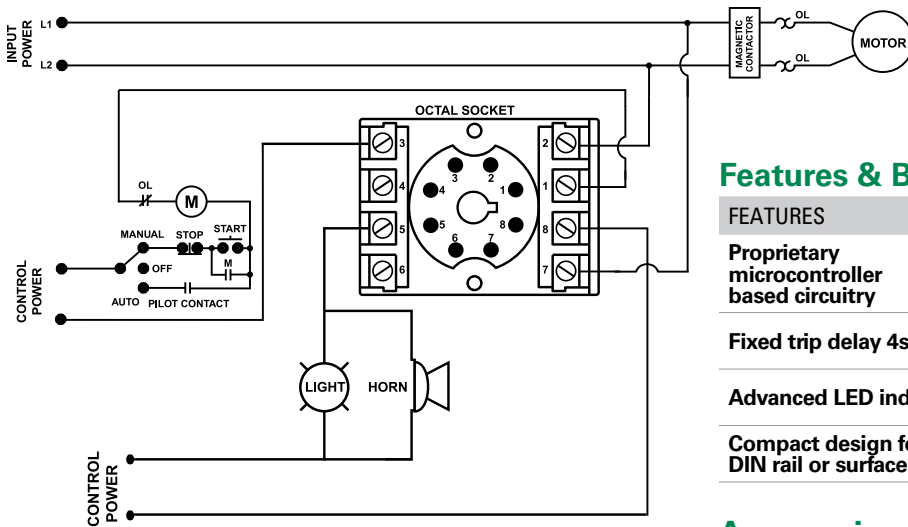 INPUT
POWER
L1
L2
MAGNETIC
CONTACTOR
OL
OL
MOTOR
OCTAL SOCKET
3
4
5
6
2
1
8
7
3
2
4
1
5
8
6
7
OL
M
MANUAL
STOP
START
OFF
M
AUTO
PILOT CONTACT
CONTROL
POWER
LIGHT
HORN
CONTROL
POWER
Features & B
FEATURES
Proprietary
microcontroller
based circuitry
Fixed trip delay 4s
Advanced LED ind
Compact design fo
DIN rail or surface